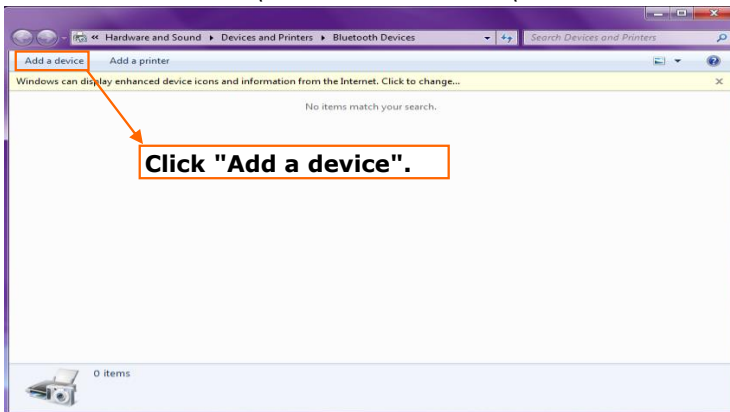 « Hardware and Sound ▸ Devices and Printers ▸ Bluetooth Devices Search Devices and Printers
Add a device Add a printer
Windows can display enhanced device icons and information from the Internet. Click to change...
No items match your search.
Click "Add a device".
0 items